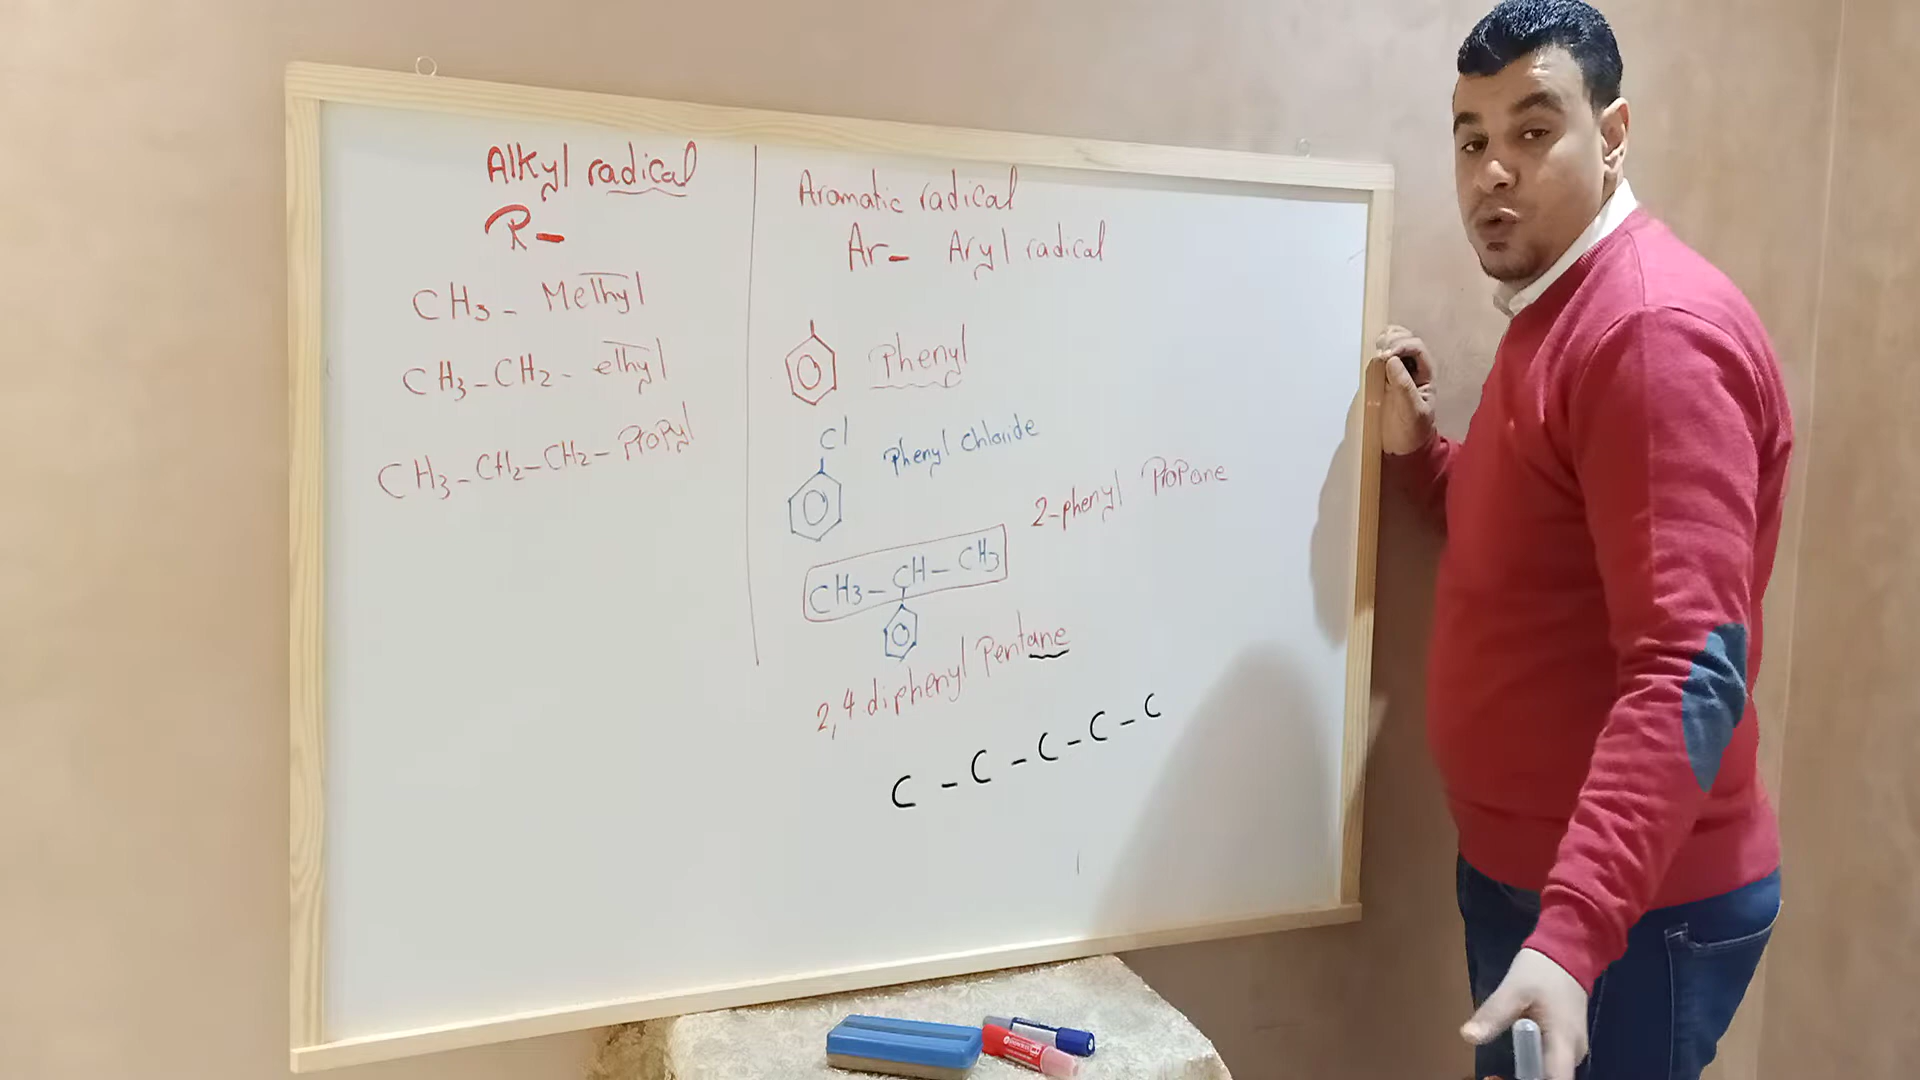 Alkyl radical
R-
CH3- Methyl
CH3-CH2- ethyl
CH3-CH2-CH2- Propyl
Aromatic radical
Ar- Aryl radical
Phenyl
Cl
Phenyl Chloride
2-phenyl Propane
CH3-CH-CH3
2,4 diphenyl Pentane
C-C-C-C-C